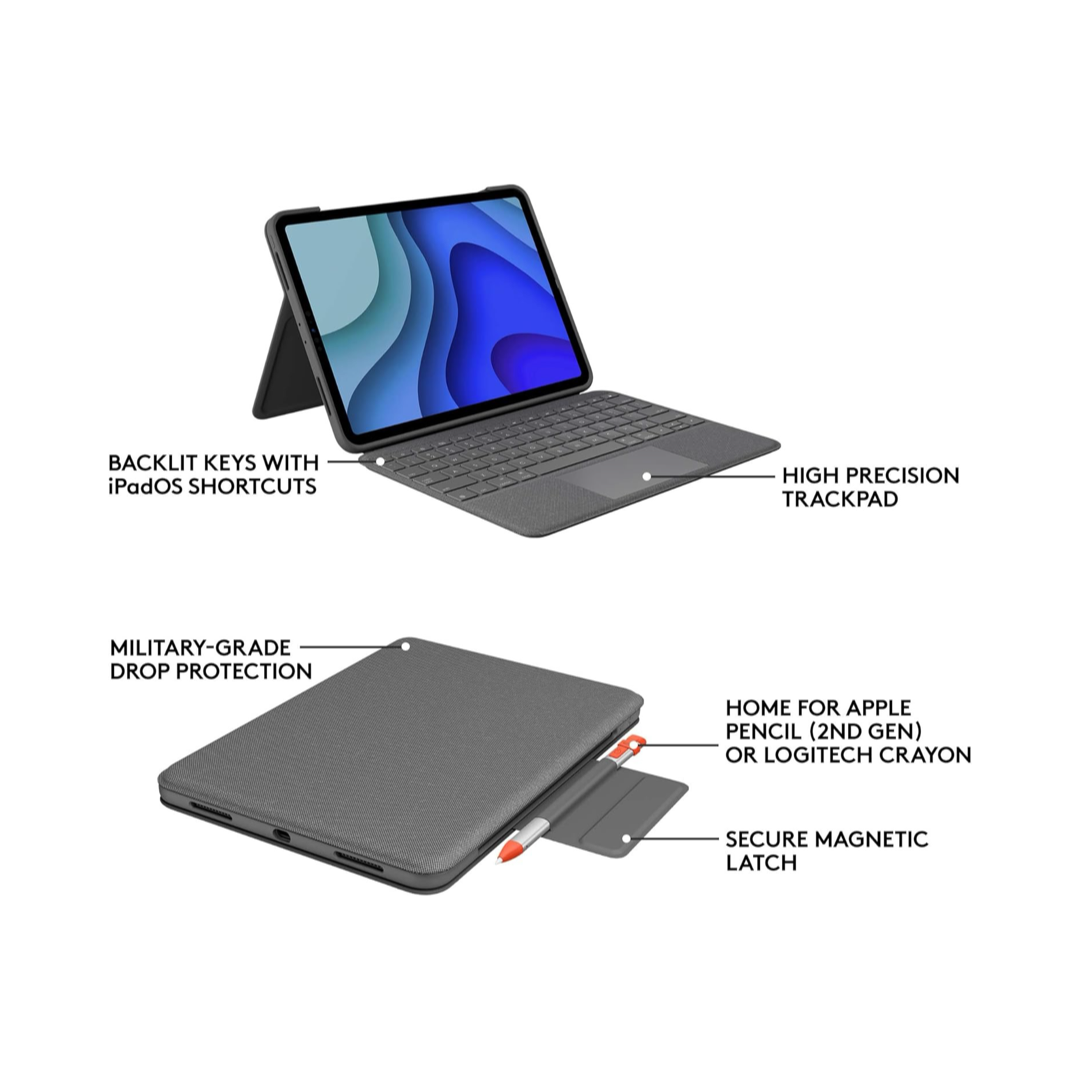 BACKLIT KEYS WITH
iPadOS SHORTCUTS
HIGH PRECISION
TRACKPAD
MILITARY-GRADE
DROP PROTECTION
HOME FOR APPLE
PENCIL (2ND GEN)
OR LOGITECH CRAYON
SECURE MAGNETIC
LATCH